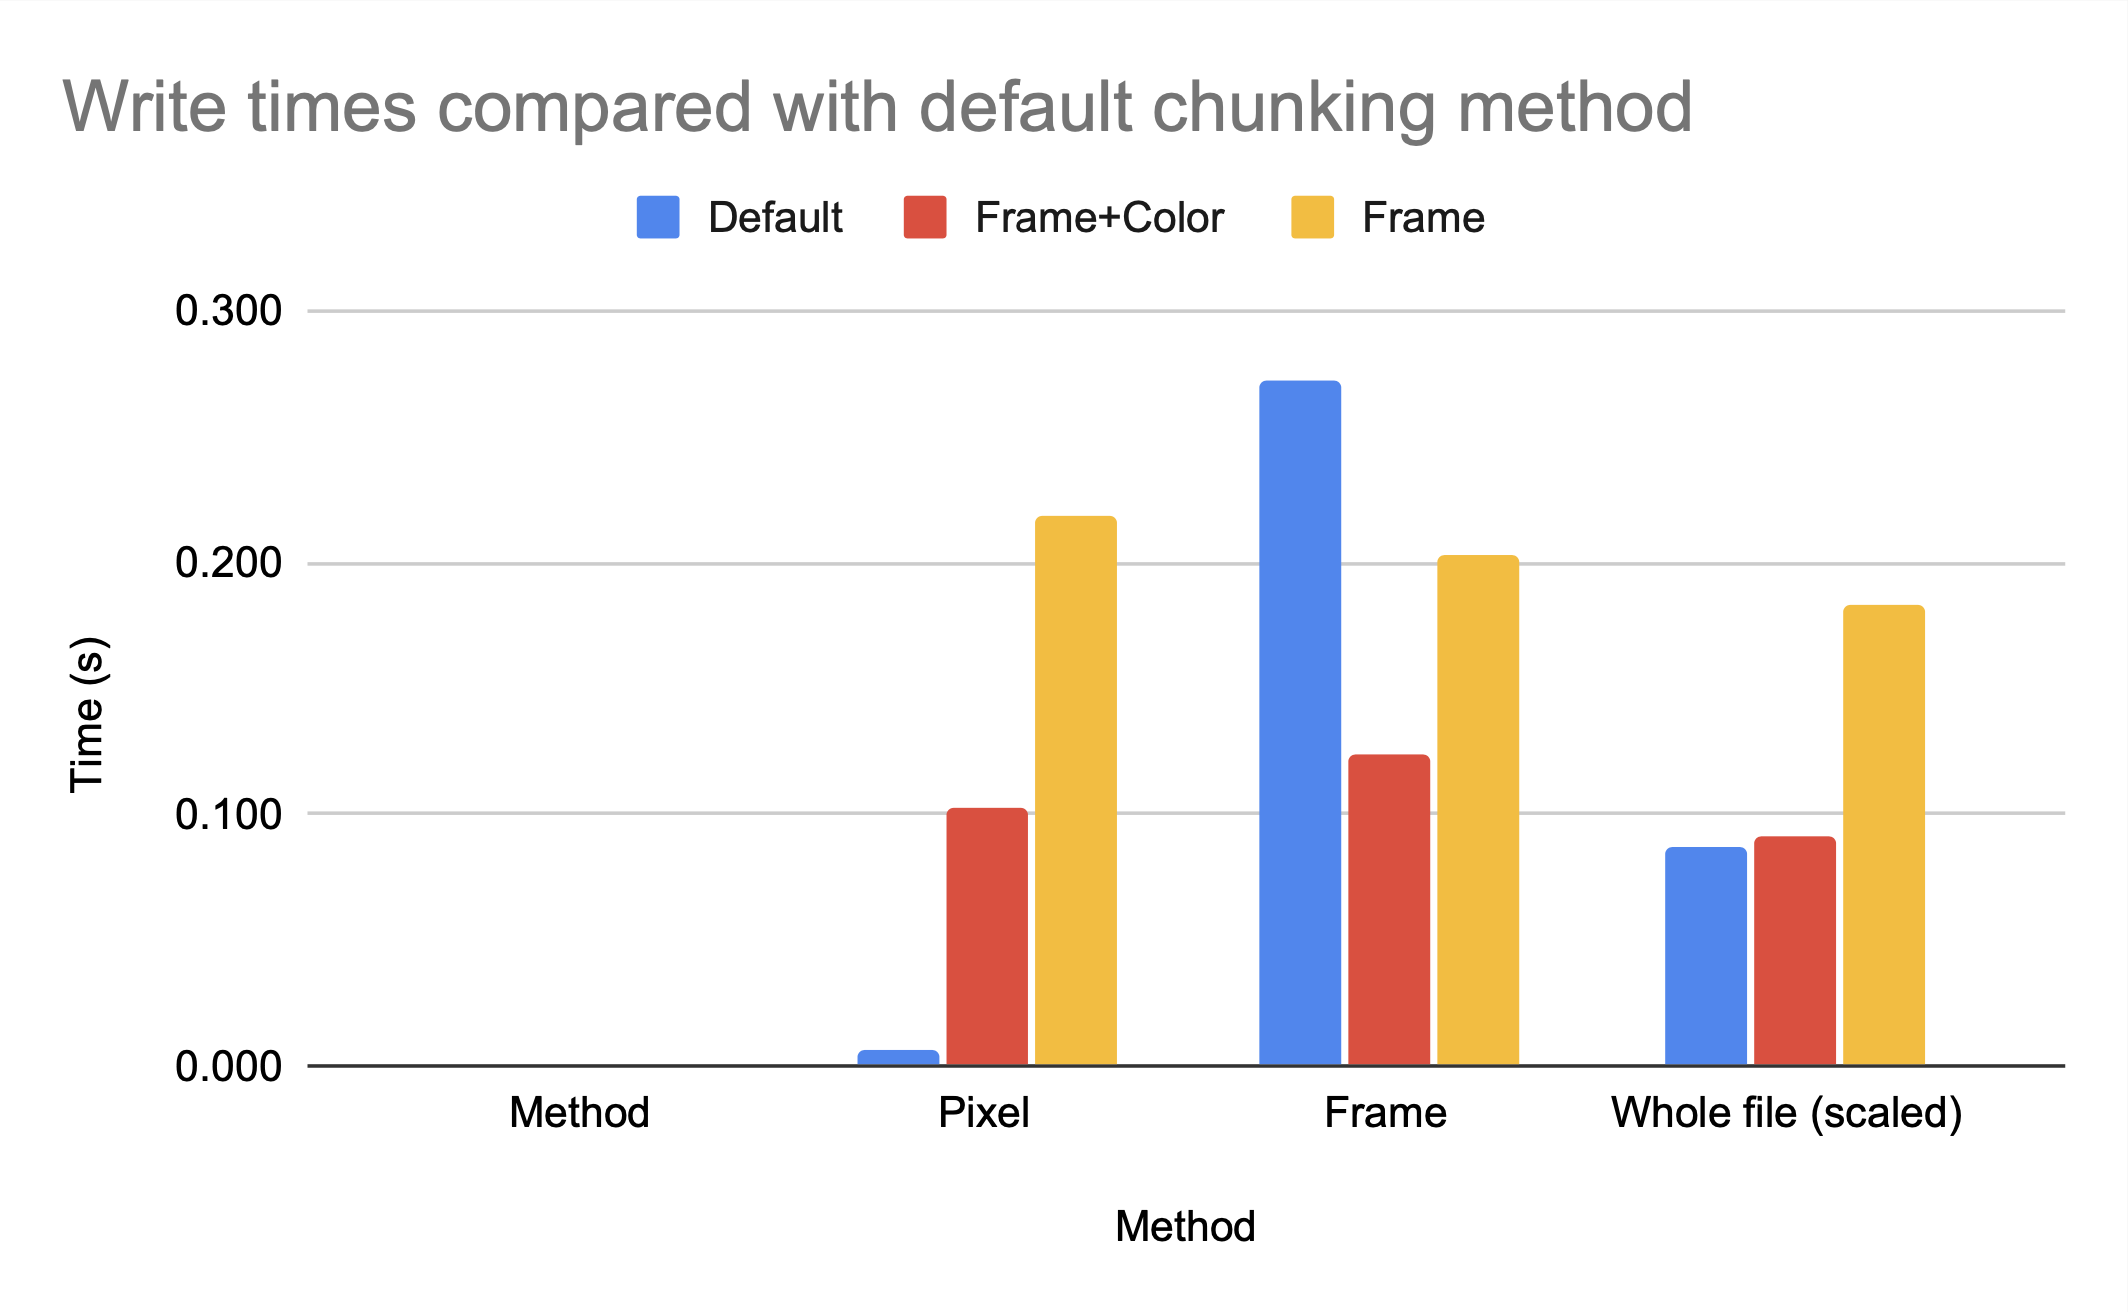 Write times compared with default chunking method
Default Frame+Color Frame
0.300
0.200
0.100
0.000
Time (s)
Method Pixel Frame Whole file (scaled)
Method